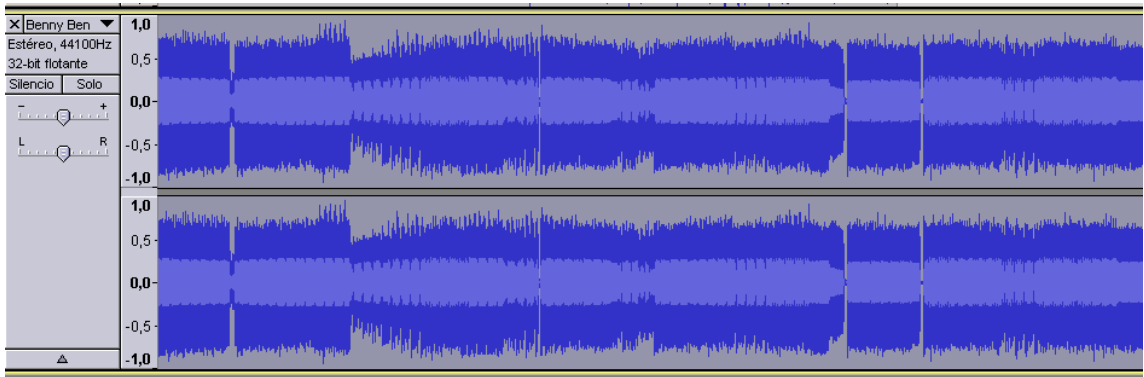 Benny Ben
Estéreo, 44100Hz
32-bit flotante
Silencio Solo
- +
L R
1,0
0,5
0,0
-0,5
-1,0
1,0
0,5
0,0
-0,5
-1,0